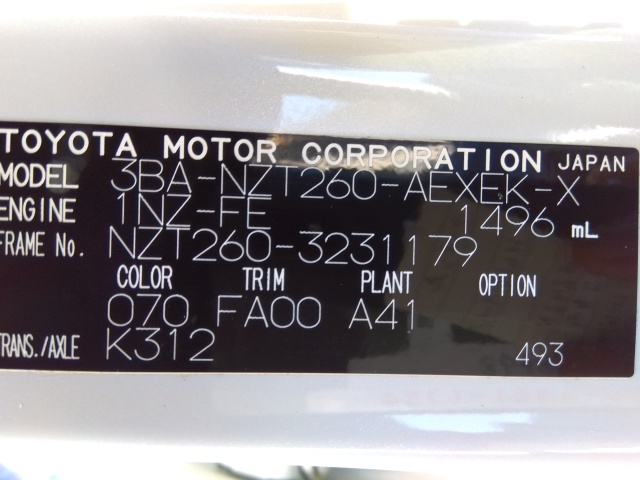 TOYOTA MOTOR CORPORATION JAPAN
MODEL 3BA-NZT260-AEXEK-X
ENGINE 1NZ-FE 1496 mL
FRAME No. NZT260-3231179
COLOR TRIM PLANT OPTION
070 FA00 A41
TRANS./AXLE K312 493